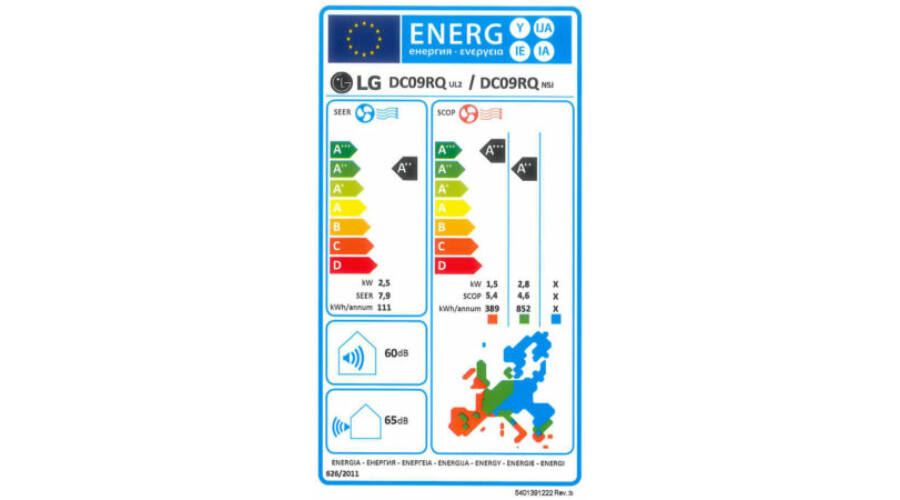 ENERG Y IJA
енергия · ενεργεια IE IA
LG DC09RQ UL2 / DC09RQ NSJ
SEER
A+++
A++
A+
A
B
C
D
A++
kW 2,5
SEER 7,9
kWh/annum 111
SCOP
A+++
A++
A+
A
B
C
D
A+++
A++
kW 1,5 2,8 X
SCOP 5,4 4,6 X
kWh/annum 389 852 X
60dB
65dB
ENERGIA - ЕНЕРГИЯ - ΕΝΕΡΓΕΙΑ - ENERGIJA - ENERGY - ENERGIE - ENERGI
626/2011
5401391222 Rev.b